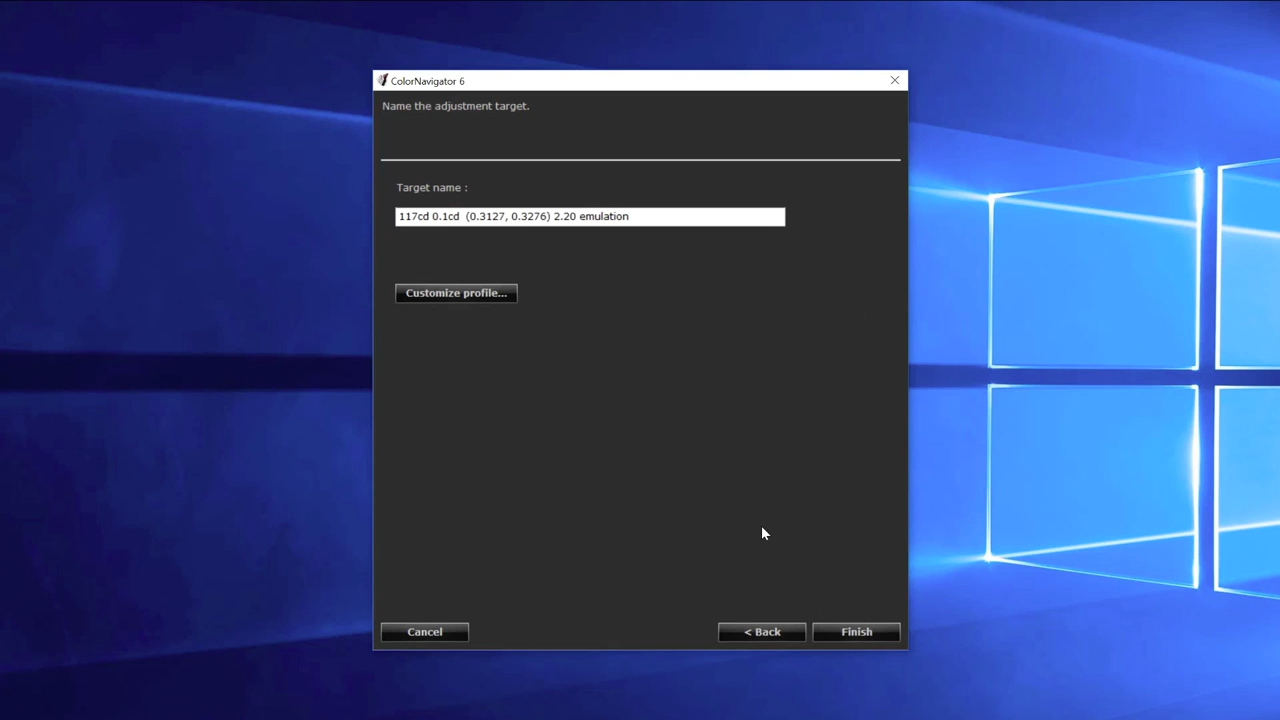 ColorNavigator 6
Name the adjustment target.
Target name :
117cd 0.1cd  (0.3127, 0.3276) 2.20 emulation
Customize profile...
Cancel
< Back
Finish